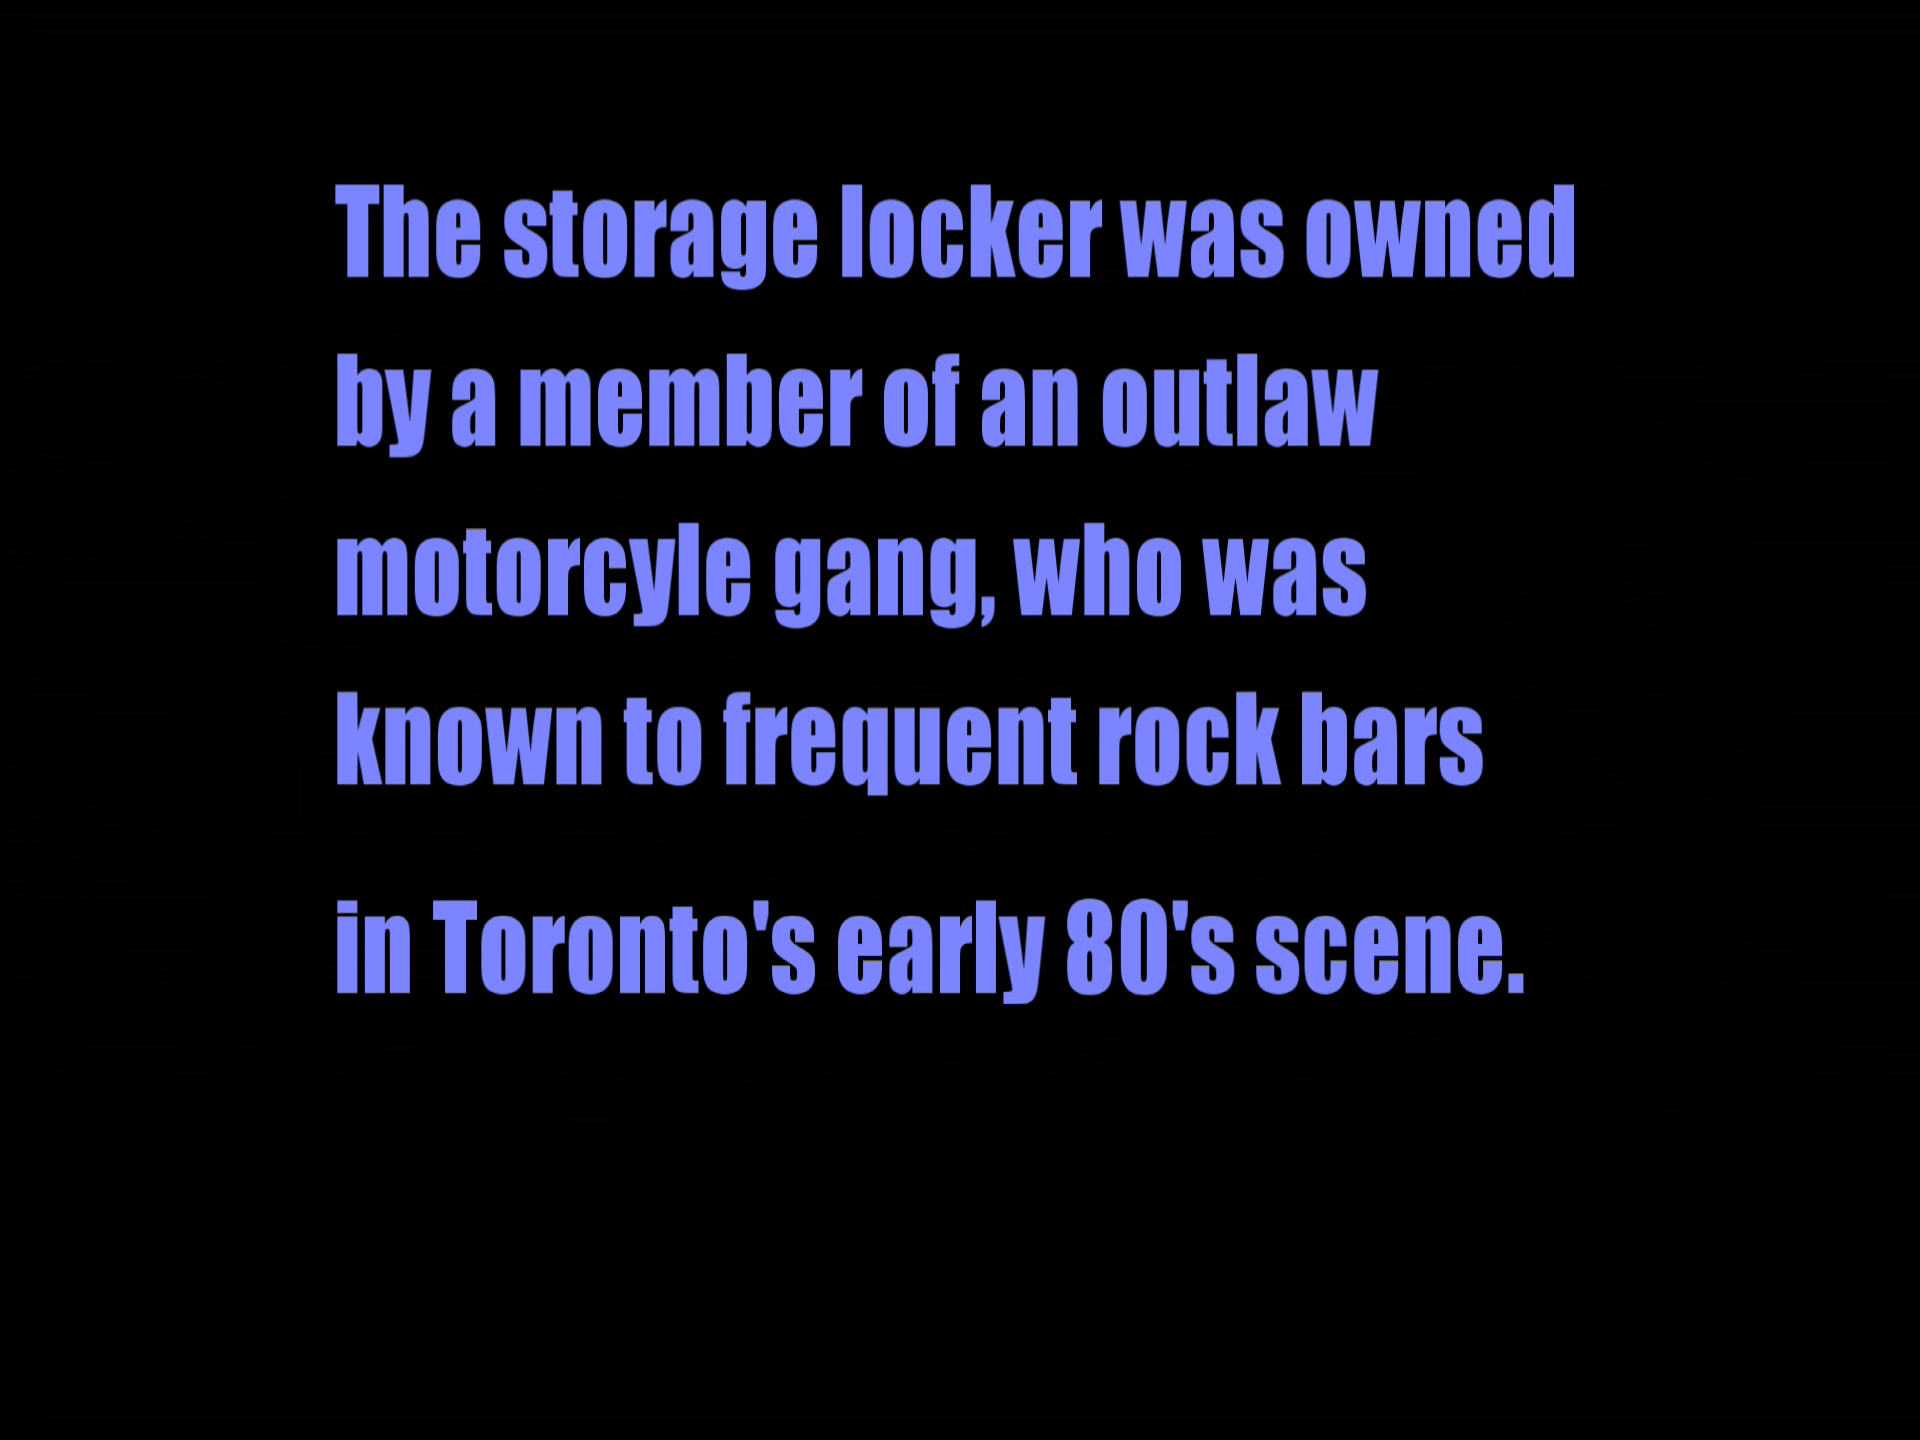 The storage locker was owned
by a member of an outlaw
motorcyle gang, who was
known to frequent rock bars
in Toronto's early 80's scene.